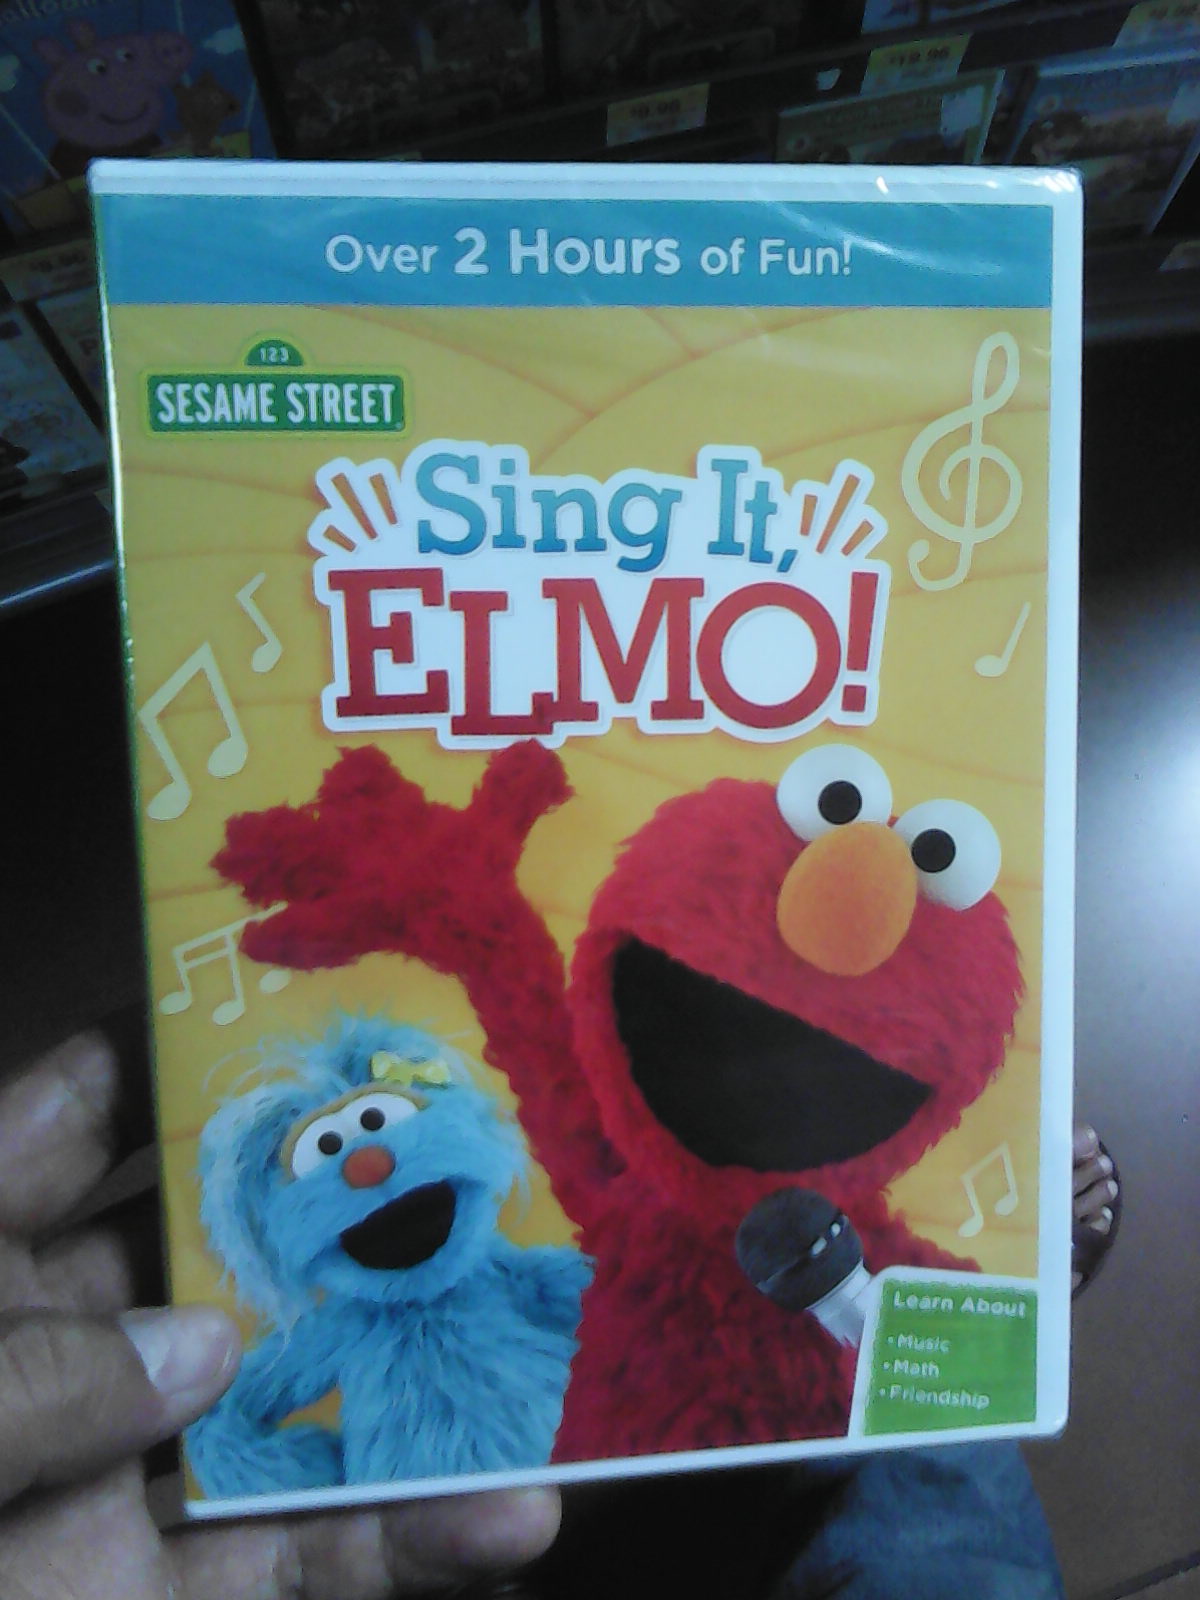 Over 2 Hours of Fun!
123
SESAME STREET
Sing It,
ELMO!
Learn About
• Music
• Math
• Friendship